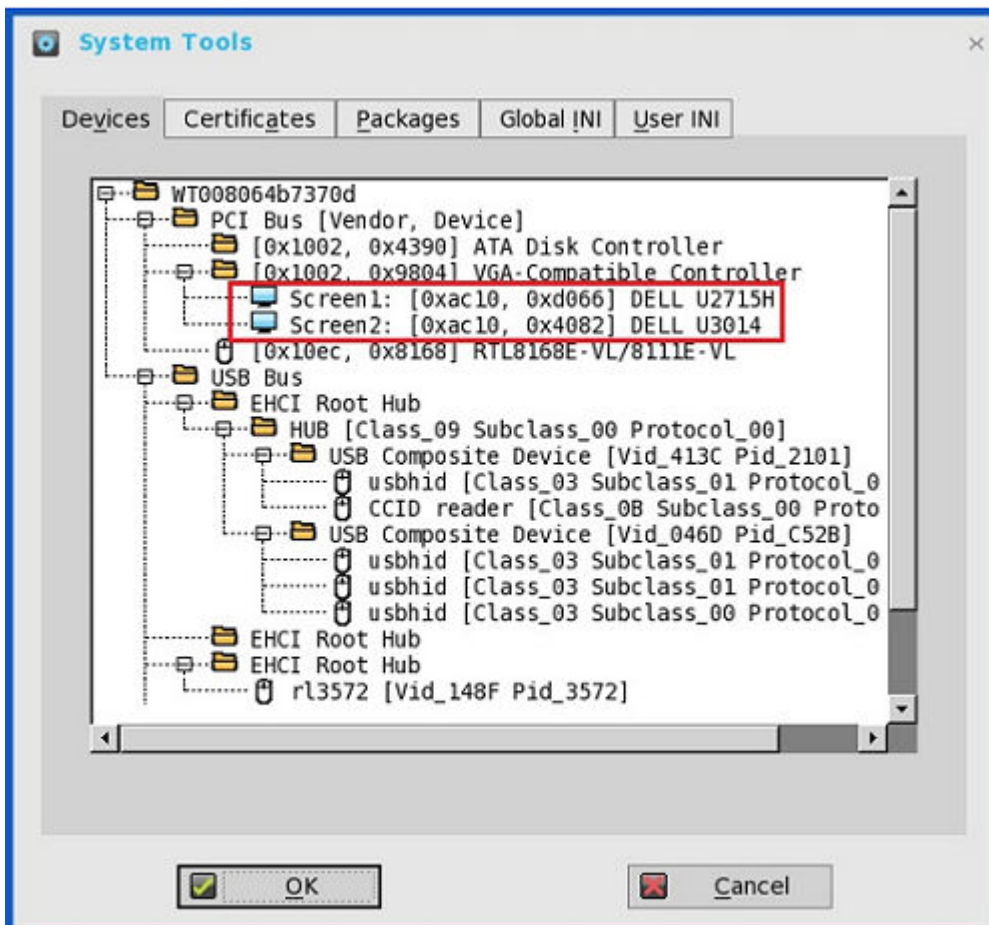 System Tools
Devices Certificates Packages Global INI User INI
WT008064b7370d
PCI Bus [Vendor, Device]
[0x1002, 0x4390] ATA Disk Controller
[0x1002, 0x9804] VGA-Compatible Controller
Screen1: [0xac10, 0xd066] DELL U2715H
Screen2: [0xac10, 0x4082] DELL U3014
[0x10ec, 0x8168] RTL8168E-VL/8111E-VL
USB Bus
EHCI Root Hub
HUB [Class_09 Subclass_00 Protocol_00]
USB Composite Device [Vid_413C Pid_2101]
usbhid [Class_03 Subclass_01 Protocol_0
CCID reader [Class_0B Subclass_00 Proto
USB Composite Device [Vid_046D Pid_C52B]
usbhid [Class_03 Subclass_01 Protocol_0
usbhid [Class_03 Subclass_01 Protocol_0
usbhid [Class_03 Subclass_00 Protocol_0
EHCI Root Hub
EHCI Root Hub
rl3572 [Vid_148F Pid_3572]
OK Cancel